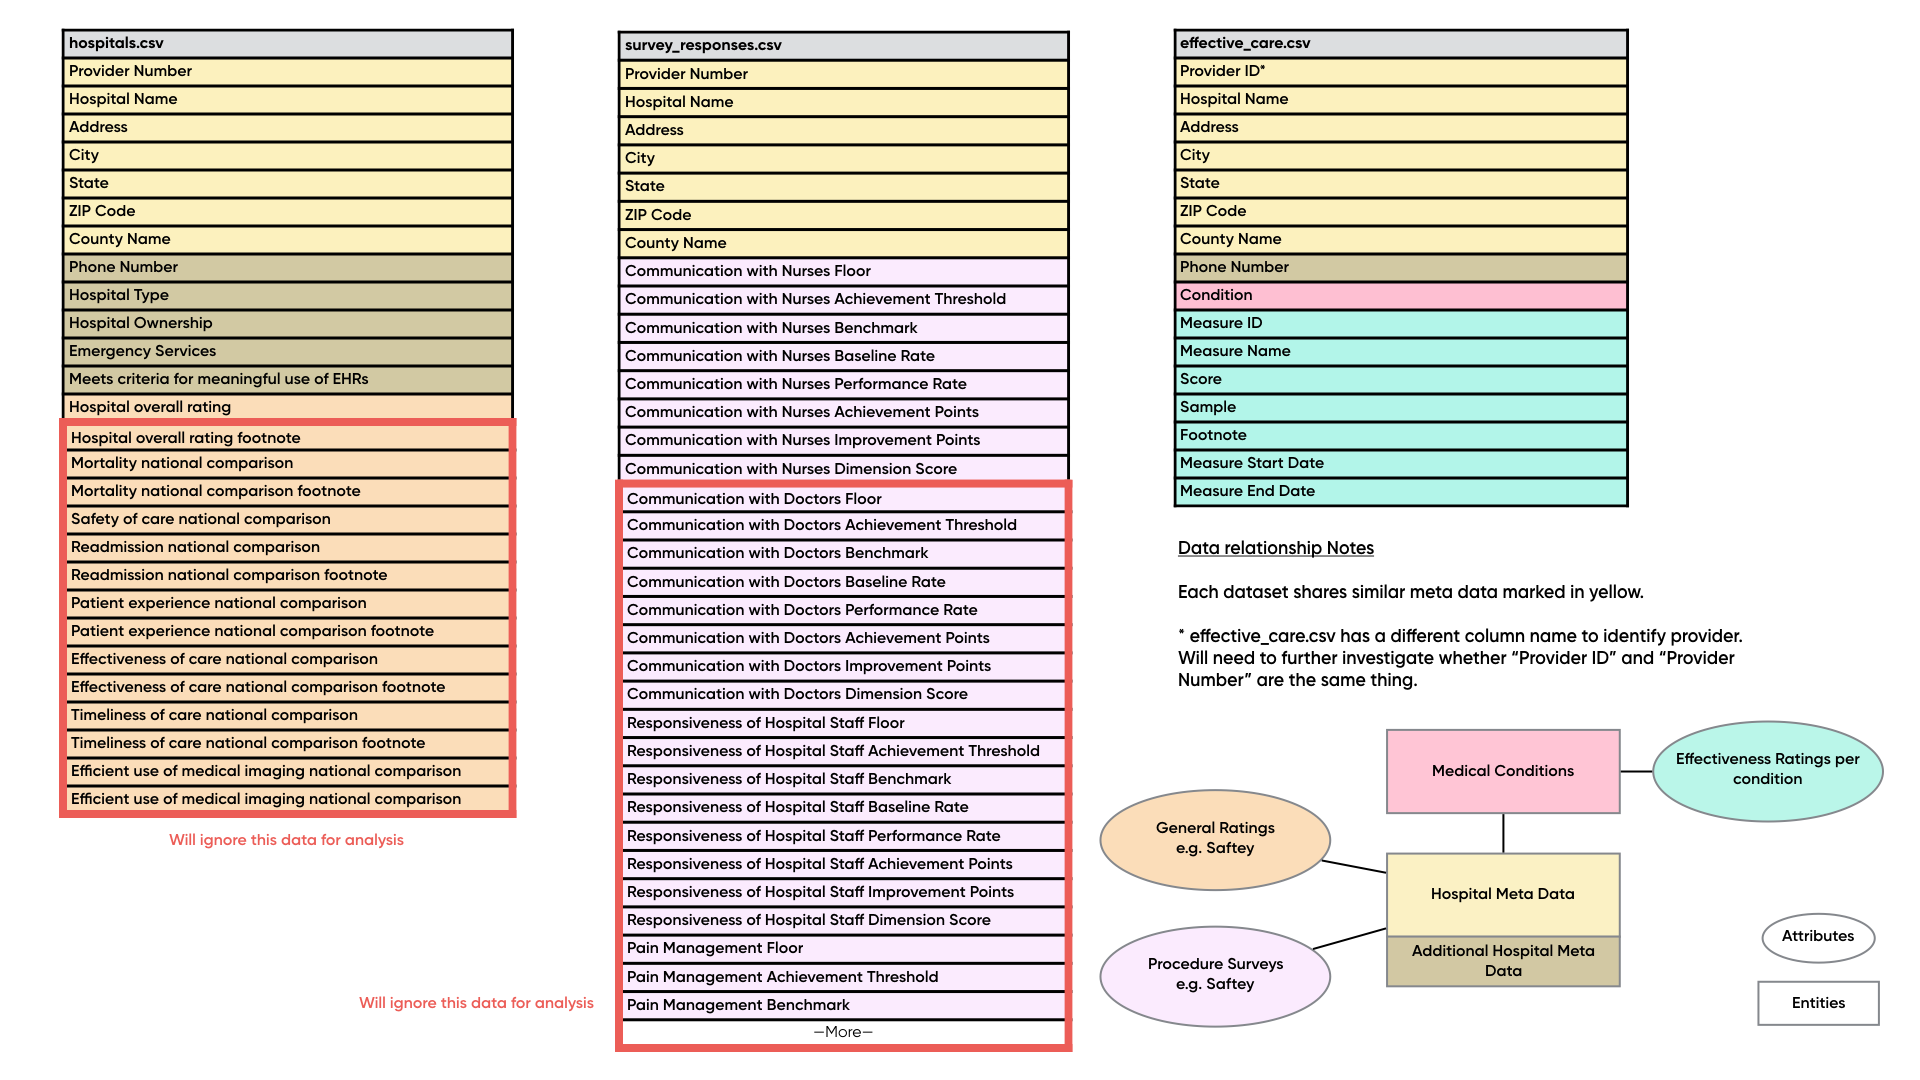 hospitals.csv
Provider Number
Hospital Name
Address
City
State
ZIP Code
County Name
Phone Number
Hospital Type
Hospital Ownership
Emergency Services
Meets criteria for meaningful use of EHRs
Hospital overall rating
Hospital overall rating footnote
Mortality national comparison
Mortality national comparison footnote
Safety of care national comparison
Readmission national comparison
Readmission national comparison footnote
Patient experience national comparison
Patient experience national comparison footnote
Effectiveness of care national comparison
Effectiveness of care national comparison footnote
Timeliness of care national comparison
Timeliness of care national comparison footnote
Efficient use of medical imaging national comparison
Efficient use of medical imaging national comparison
Will ignore this data for analysis
survey_responses.csv
Provider Number
Hospital Name
Address
City
State
ZIP Code
County Name
Communication with Nurses Floor
Communication with Nurses Achievement Threshold
Communication with Nurses Benchmark
Communication with Nurses Baseline Rate
Communication with Nurses Performance Rate
Communication with Nurses Achievement Points
Communication with Nurses Improvement Points
Communication with Nurses Dimension Score
Communication with Doctors Floor
Communication with Doctors Achievement Threshold
Communication with Doctors Benchmark
Communication with Doctors Baseline Rate
Communication with Doctors Performance Rate
Communication with Doctors Achievement Points
Communication with Doctors Improvement Points
Communication with Doctors Dimension Score
Responsiveness of Hospital Staff Floor
Responsiveness of Hospital Staff Achievement Threshold
Responsiveness of Hospital Staff Benchmark
Responsiveness of Hospital Staff Baseline Rate
Responsiveness of Hospital Staff Performance Rate
Responsiveness of Hospital Staff Achievement Points
Responsiveness of Hospital Staff Improvement Points
Responsiveness of Hospital Staff Dimension Score
Pain Management Floor
Pain Management Achievement Threshold
Pain Management Benchmark
—More—
Will ignore this data for analysis
effective_care.csv
Provider ID*
Hospital Name
Address
City
State
ZIP Code
County Name
Phone Number
Condition
Measure ID
Measure Name
Score
Sample
Footnote
Measure Start Date
Measure End Date
Data relationship Notes
Each dataset shares similar meta data marked in yellow.
* effective_care.csv has a different column name to identify provider.
Will need to further investigate whether “Provider ID” and “Provider
Number” are the same thing.
Medical Conditions
Effectiveness Ratings per
condition
General Ratings
e.g. Saftey
Hospital Meta Data
Additional Hospital Meta
Data
Procedure Surveys
e.g. Saftey
Attributes
Entities